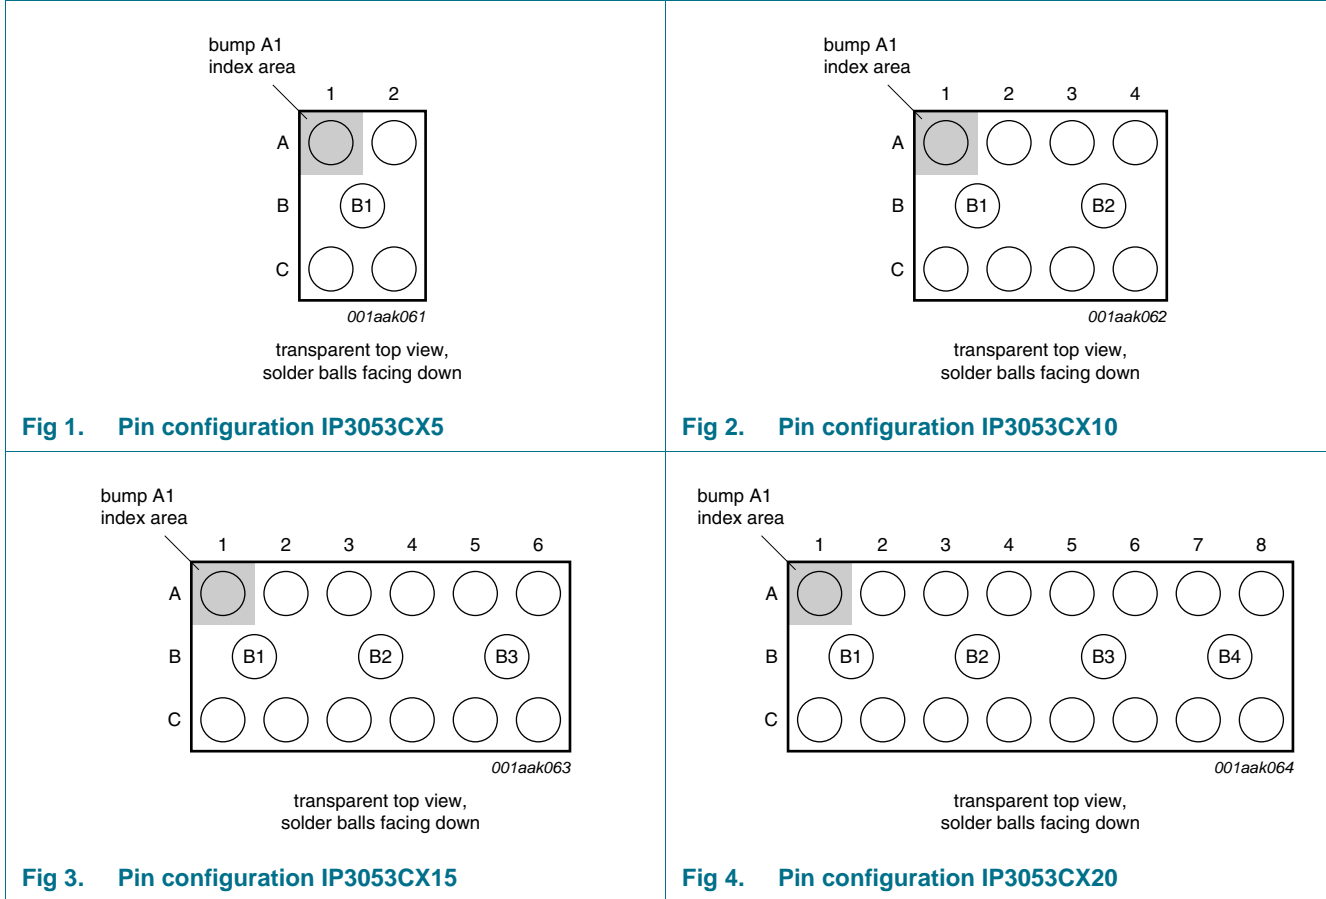 bump A1
index area
1 2
A
B B1
C
001aak061
transparent top view,
solder balls facing down
Fig 1. Pin configuration IP3053CX5
bump A1
index area
1 2 3 4
A
B B1 B2
C
001aak062
transparent top view,
solder balls facing down
Fig 2. Pin configuration IP3053CX10
bump A1
index area
1 2 3 4 5 6
A
B B1 B2 B3
C
001aak063
transparent top view,
solder balls facing down
Fig 3. Pin configuration IP3053CX15
bump A1
index area
1 2 3 4 5 6 7 8
A
B B1 B2 B3 B4
C
001aak064
transparent top view,
solder balls facing down
Fig 4. Pin configuration IP3053CX20